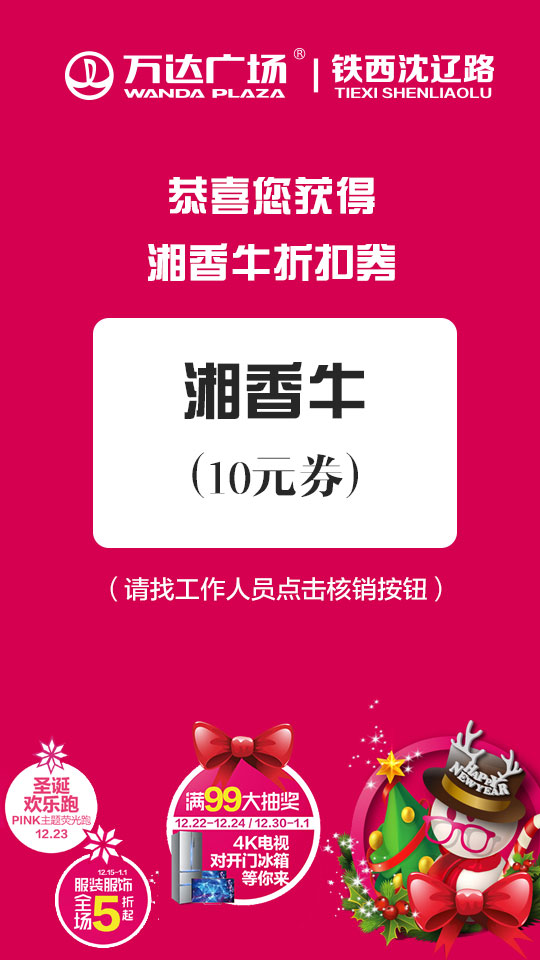 万达广场® | 铁西沈辽路
WANDA PLAZA TIEXI SHENLIAOLU
恭喜您获得
湘香牛折扣券
湘香牛
(10元券)
(请找工作人员点击核销按钮)
圣诞
欢乐跑
PINK主题荧光跑
12.23
12.15-1.1
服装服饰
全场5折起
满99大抽奖
12.22-12.24 / 12.30-1.1
4K电视
对开门冰箱
等你来
HAPPY
NEW YEAR